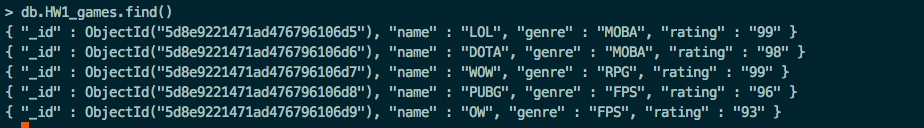 > db.HW1_games.find()
{ "_id" : ObjectId("5d8e9221471ad476796106d5"), "name" : "LOL", "genre" : "MOBA", "rating" : "99" }
{ "_id" : ObjectId("5d8e9221471ad476796106d6"), "name" : "DOTA", "genre" : "MOBA", "rating" : "98" }
{ "_id" : ObjectId("5d8e9221471ad476796106d7"), "name" : "WOW", "genre" : "RPG", "rating" : "99" }
{ "_id" : ObjectId("5d8e9221471ad476796106d8"), "name" : "PUBG", "genre" : "FPS", "rating" : "96" }
{ "_id" : ObjectId("5d8e9221471ad476796106d9"), "name" : "OW", "genre" : "FPS", "rating" : "93" }